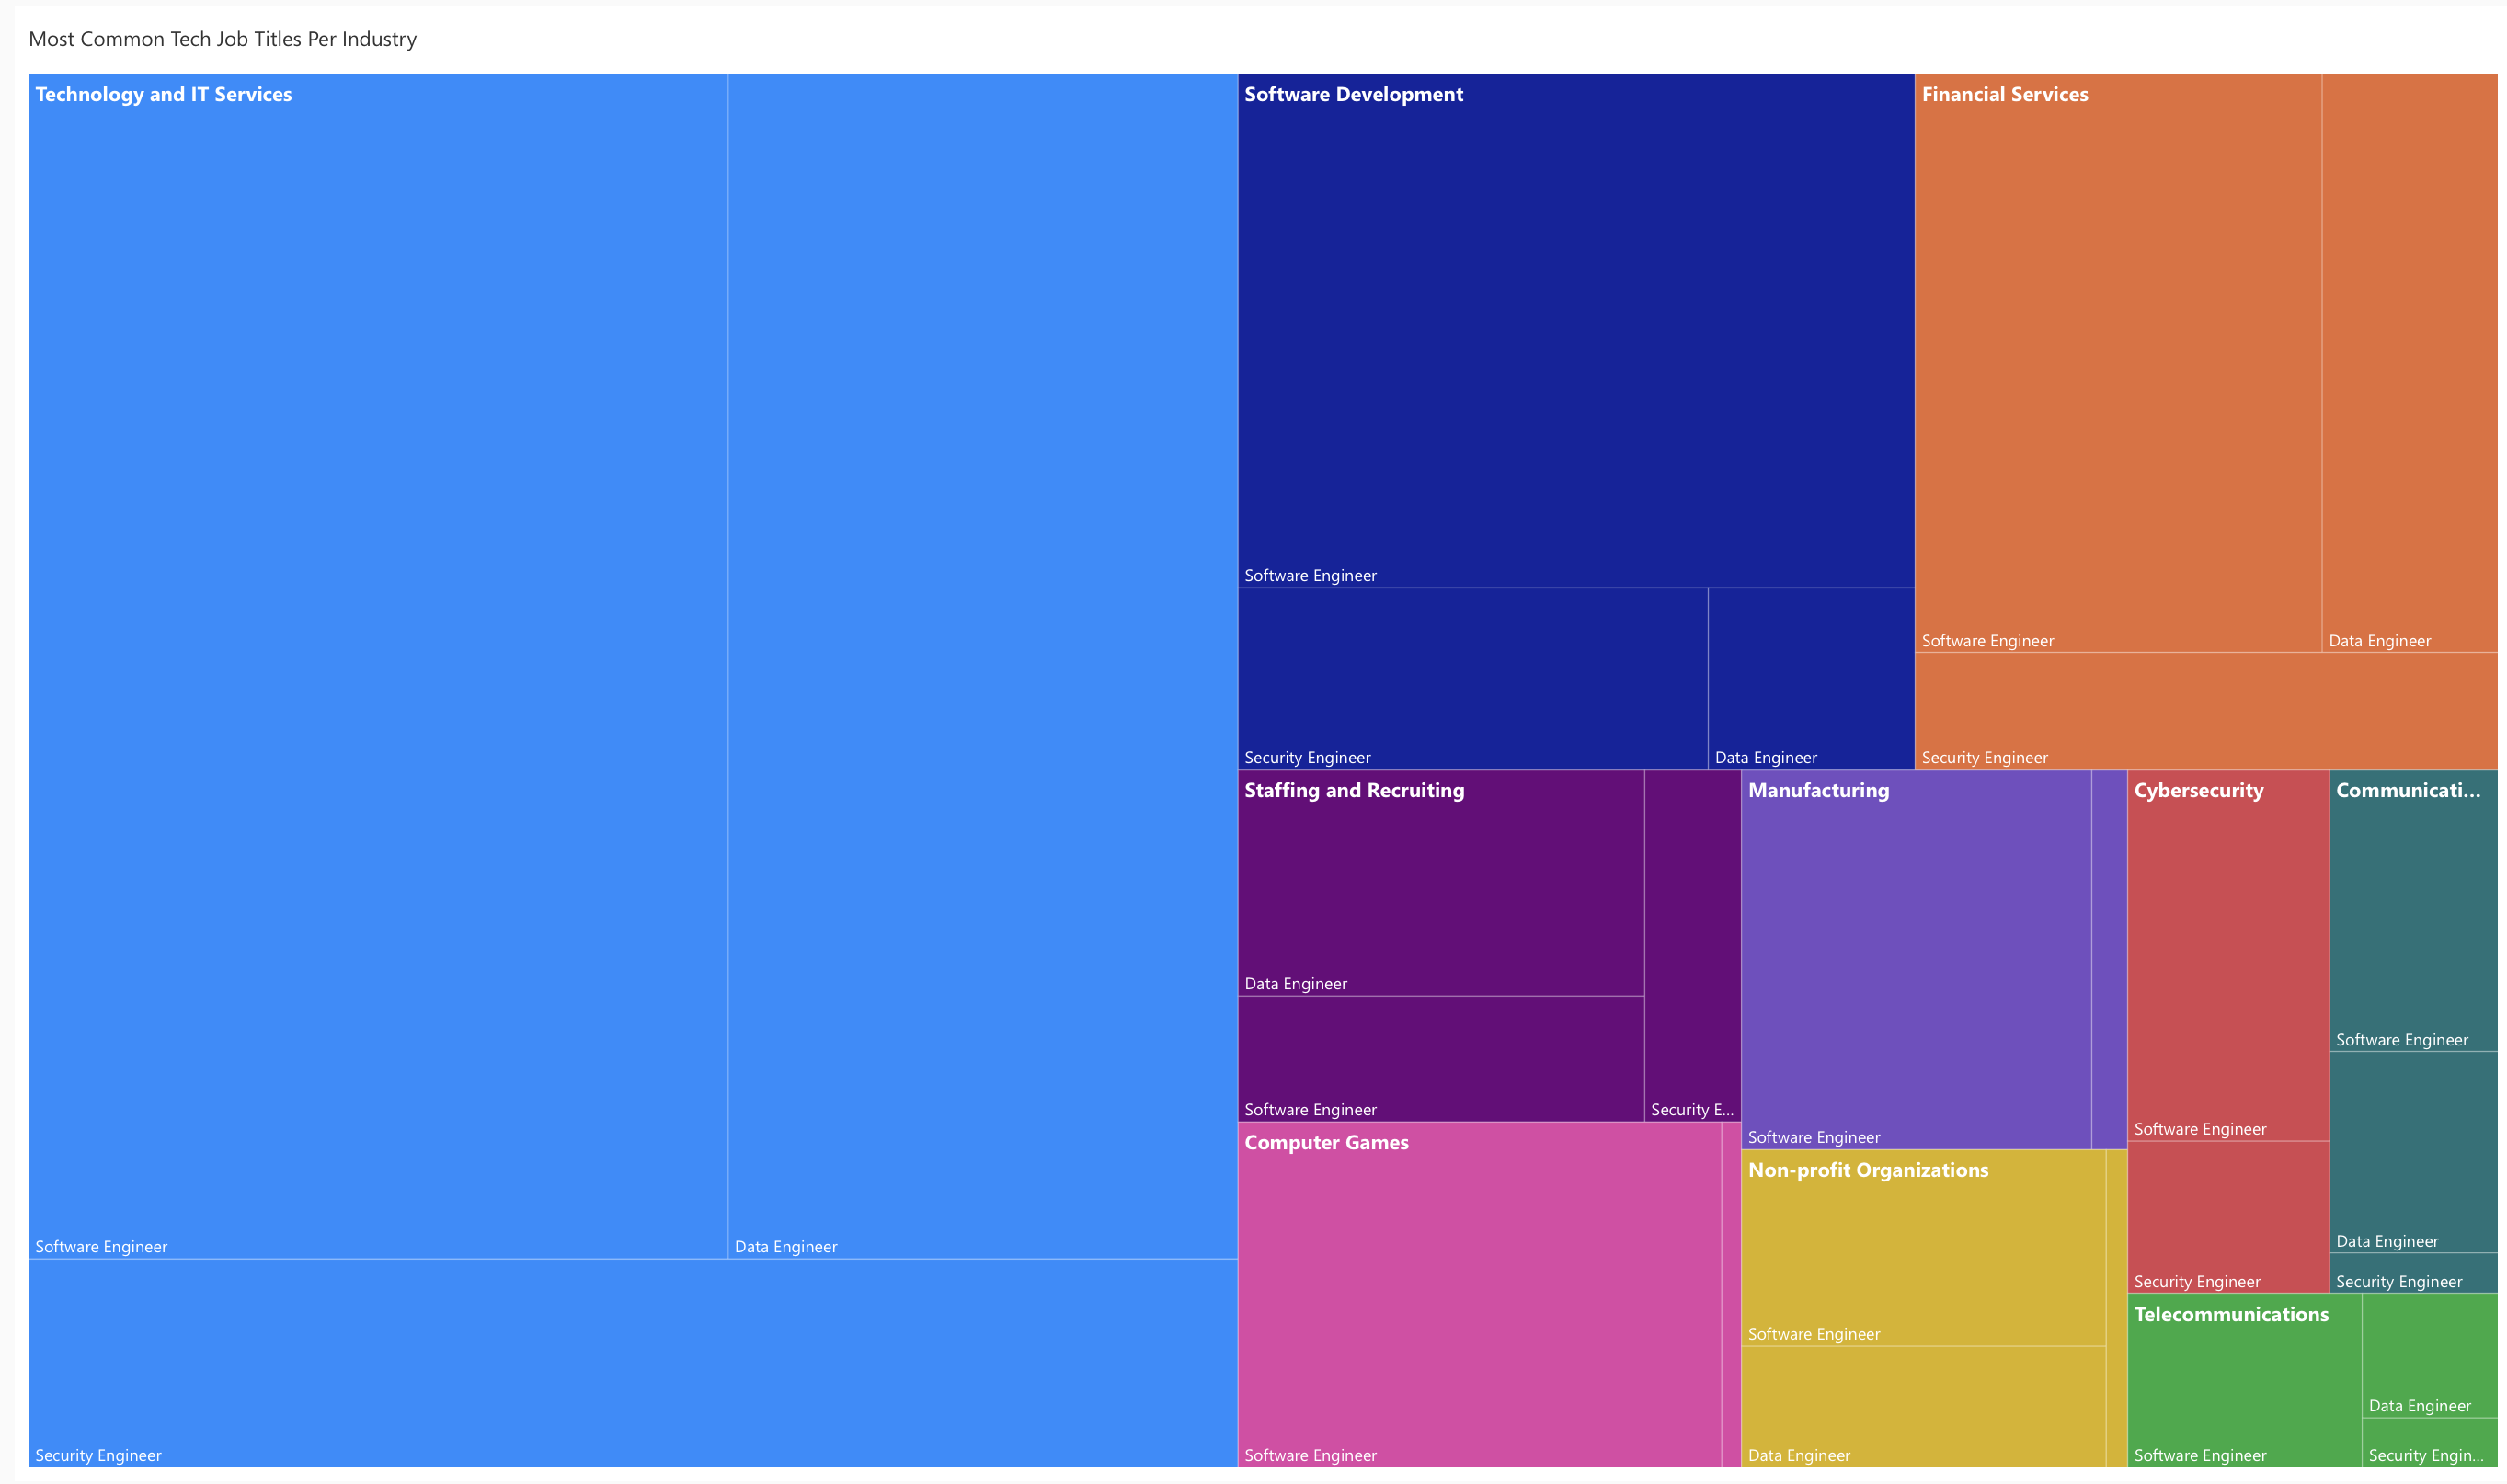 Most Common Tech Job Titles Per Industry
Technology and IT Services
Software Engineer
Data Engineer
Security Engineer
Software Development
Software Engineer
Security Engineer
Data Engineer
Financial Services
Software Engineer
Data Engineer
Security Engineer
Staffing and Recruiting
Data Engineer
Software Engineer
Security E...
Computer Games
Software Engineer
Manufacturing
Software Engineer
Non-profit Organizations
Software Engineer
Data Engineer
Cybersecurity
Software Engineer
Security Engineer
Communicati...
Software Engineer
Data Engineer
Security Engineer
Telecommunications
Software Engineer
Data Engineer
Security Engin...